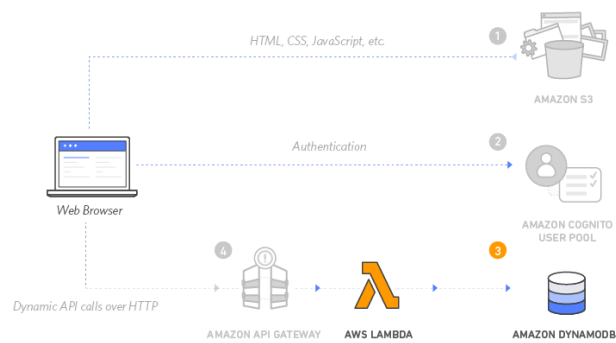 HTML, CSS, JavaScript, etc.
1
AMAZON S3
Authentication
2
Web Browser
AMAZON COGNITO
USER POOL
4
3
Dynamic API calls over HTTP
AMAZON API GATEWAY
AWS LAMBDA
AMAZON DYNAMODB